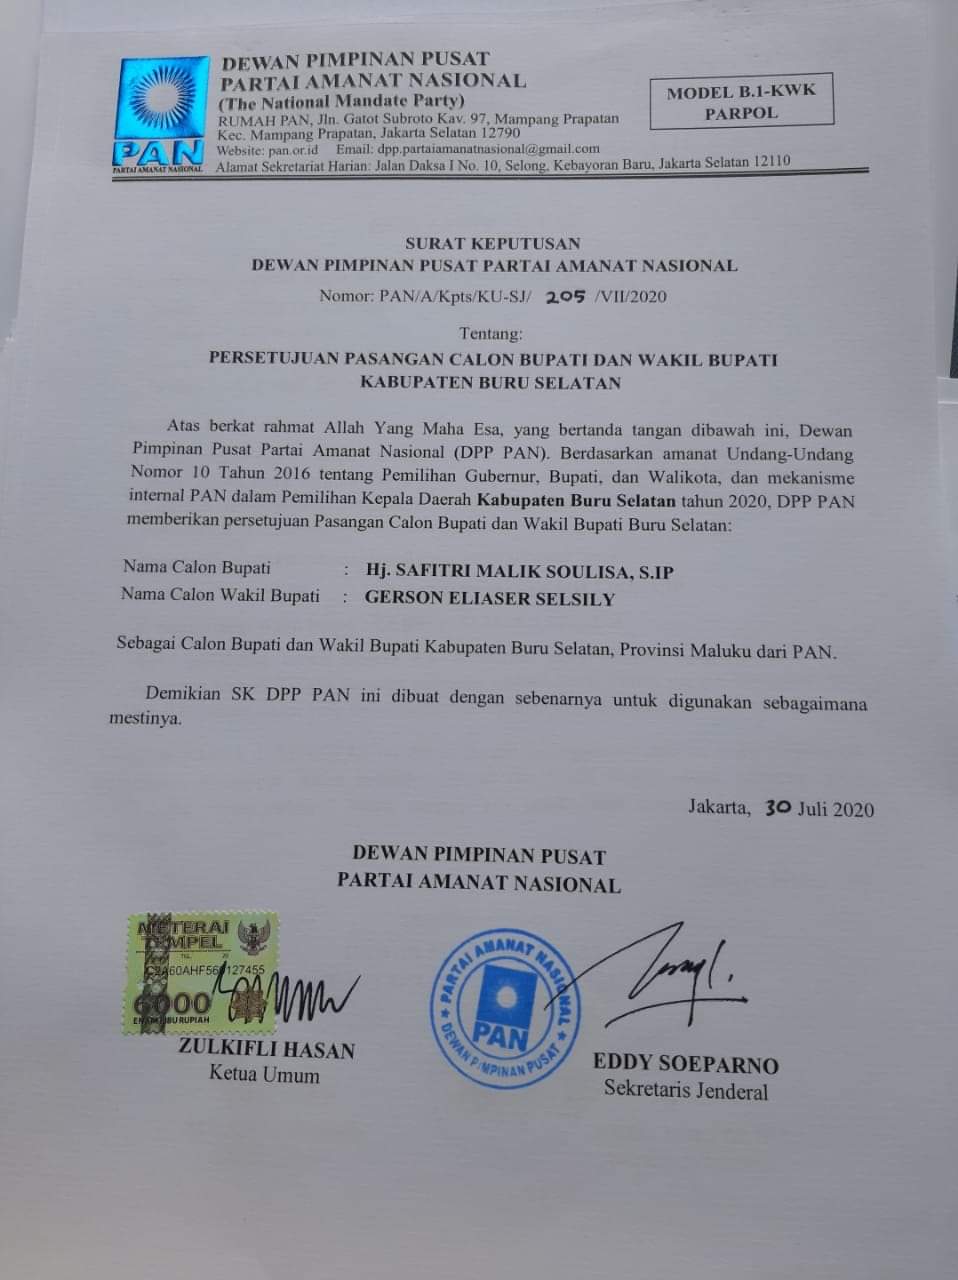 DEWAN PIMPINAN PUSAT
PARTAI AMANAT NASIONAL
(The National Mandate Party)
RUMAH PAN, Jln. Gatot Subroto Kav. 97, Mampang Prapatan
Kec. Mampang Prapatan, Jakarta Selatan 12790
Website: pan.or.id Email: dpp.partaiamanatnasional@gmail.com
Alamat Sekretariat Harian: Jalan Daksa I No. 10, Selong, Kebayoran Baru, Jakarta Selatan 12110
PAN
PARTAI AMANAT NASIONAL
MODEL B.1-KWK
PARPOL
SURAT KEPUTUSAN
DEWAN PIMPINAN PUSAT PARTAI AMANAT NASIONAL
Nomor: PAN/A/Kpts/KU-SJ/ 205 /VII/2020
Tentang:
PERSETUJUAN PASANGAN CALON BUPATI DAN WAKIL BUPATI
KABUPATEN BURU SELATAN
Atas berkat rahmat Allah Yang Maha Esa, yang bertanda tangan dibawah ini, Dewan
Pimpinan Pusat Partai Amanat Nasional (DPP PAN). Berdasarkan amanat Undang-Undang
Nomor 10 Tahun 2016 tentang Pemilihan Gubernur, Bupati, dan Walikota, dan mekanisme
internal PAN dalam Pemilihan Kepala Daerah Kabupaten Buru Selatan tahun 2020, DPP PAN
memberikan persetujuan Pasangan Calon Bupati dan Wakil Bupati Buru Selatan:
Nama Calon Bupati : Hj. SAFITRI MALIK SOULISA, S.IP
Nama Calon Wakil Bupati : GERSON ELIASER SELSILY
Sebagai Calon Bupati dan Wakil Bupati Kabupaten Buru Selatan, Provinsi Maluku dari PAN.
Demikian SK DPP PAN ini dibuat dengan sebenarnya untuk digunakan sebagaimana
mestinya.
Jakarta, 30 Juli 2020
DEWAN PIMPINAN PUSAT
PARTAI AMANAT NASIONAL
METERAI
TEMPEL
6000
ENAM RIBU RUPIAH
PARTAI AMANAT NASIONAL
PAN
DEWAN PIMPINAN PUSAT
ZULKIFLI HASAN
Ketua Umum
EDDY SOEPARNO
Sekretaris Jenderal